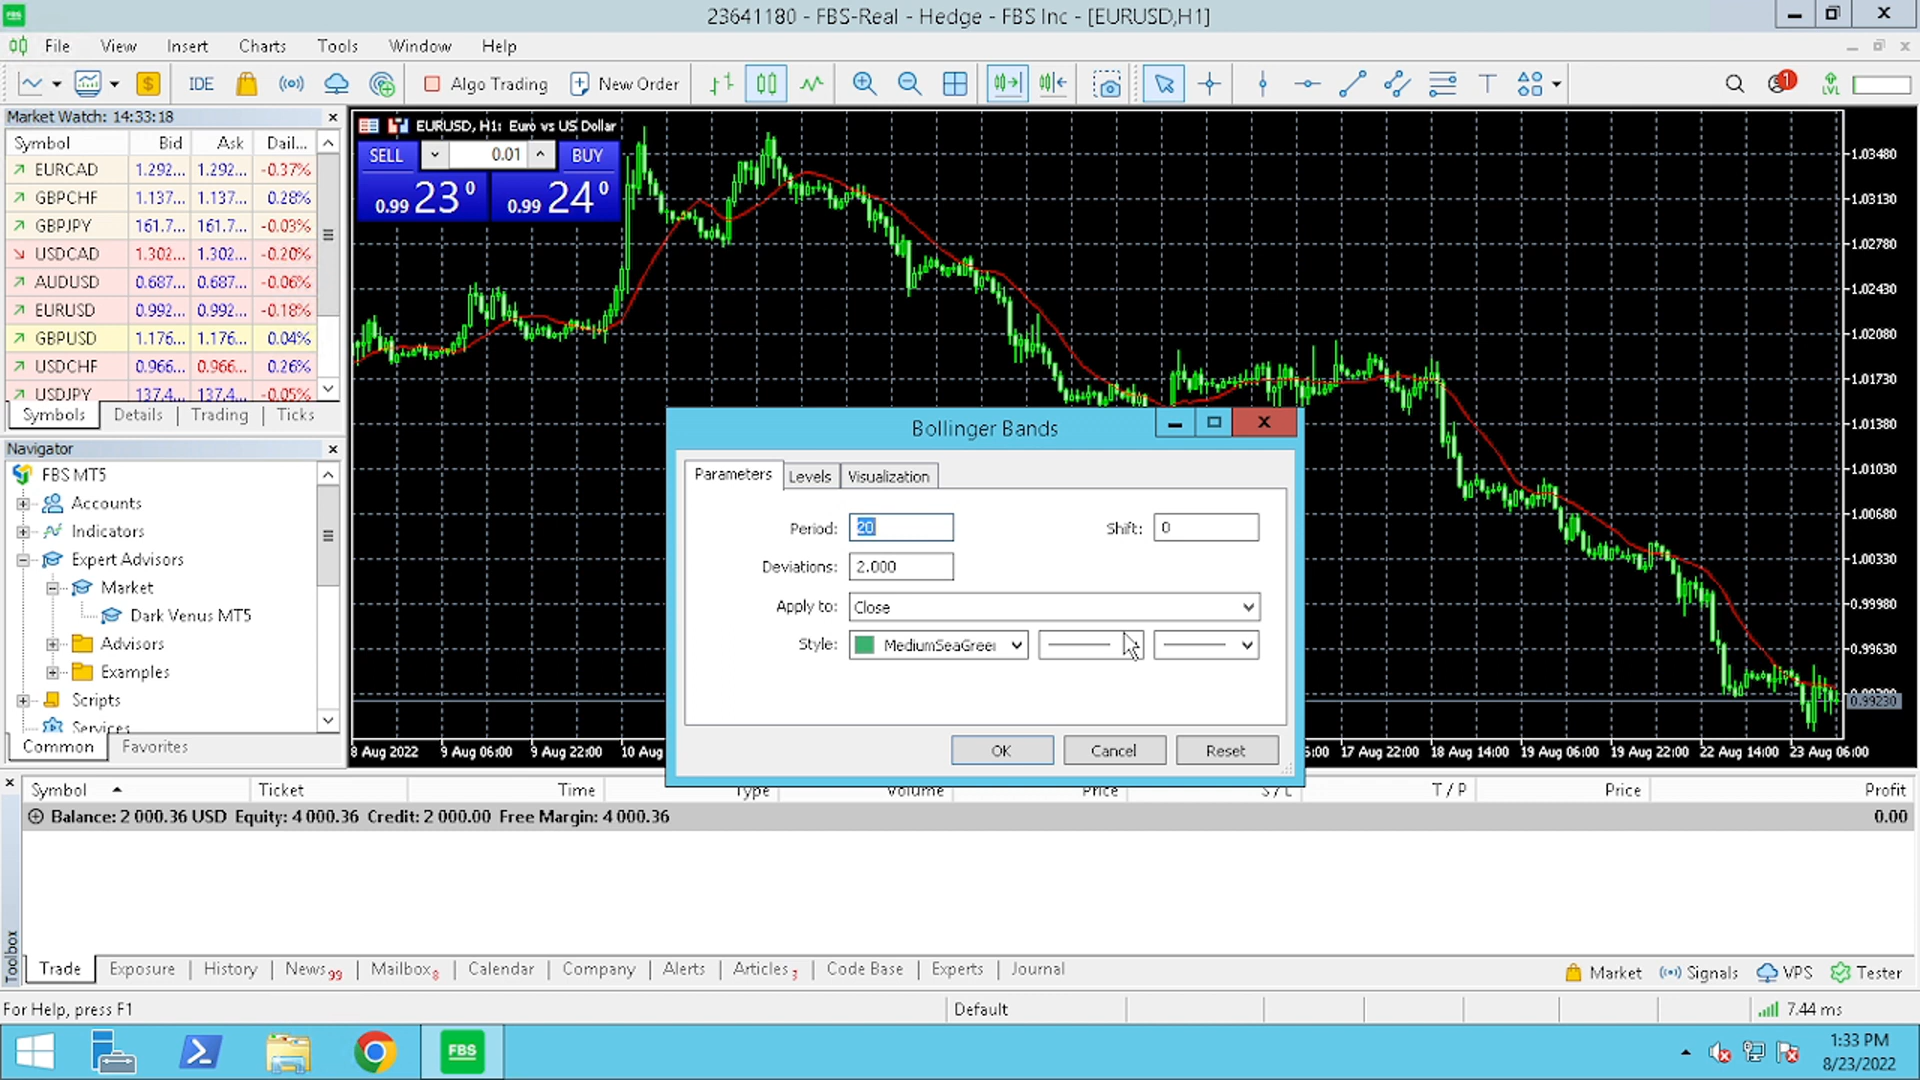 23641180 - FBS-Real - Hedge - FBS Inc - [EURUSD,H1]
File View Insert Charts Tools Window Help
IDE Algo Trading New Order
Market Watch: 14:33:18
Symbol Bid Ask Dail...
EURCAD 1.292... 1.292... -0.37%
GBPCHF 1.137... 1.137... 0.28%
GBPJPY 161.7... 161.7... -0.03%
USDCAD 1.302... 1.302... -0.20%
AUDUSD 0.687... 0.687... -0.06%
EURUSD 0.992... 0.992... -0.18%
GBPUSD 1.176... 1.176... 0.04%
USDCHF 0.966... 0.966... 0.26%
USDJPY 137.4... 137.4... -0.05%
Symbols Details Trading Ticks
Navigator
FBS MT5
Accounts
Indicators
Expert Advisors
Market
Dark Venus MT5
Advisors
Examples
Scripts
Services
Common Favorites
EURUSD, H1: Euro vs US Dollar
SELL 0.01 BUY
0.99 23 0 0.99 24 0
1.03480
1.03130
1.02780
1.02430
1.02080
1.01730
1.01380
1.01030
1.00680
1.00330
0.99980
0.99630
0.99230
8 Aug 2022 9 Aug 06:00 9 Aug 22:00 10 Aug 17 Aug 22:00 18 Aug 14:00 19 Aug 06:00 19 Aug 22:00 22 Aug 14:00 23 Aug 06:00
Bollinger Bands
Parameters Levels Visualization
Period: 20 Shift: 0
Deviations: 2.000
Apply to: Close
Style: MediumSeaGreen
OK Cancel Reset
Symbol Ticket Time Type Volume Price S / L T / P Price Profit
Balance: 2 000.36 USD Equity: 4 000.36 Credit: 2 000.00 Free Margin: 4 000.36 0.00
Toolbox
Trade Exposure History News 99 Mailbox 8 Calendar Company Alerts Articles 3 Code Base Experts Journal
Market Signals VPS Tester
For Help, press F1 Default 7.44 ms
FBS
1:33 PM
8/23/2022